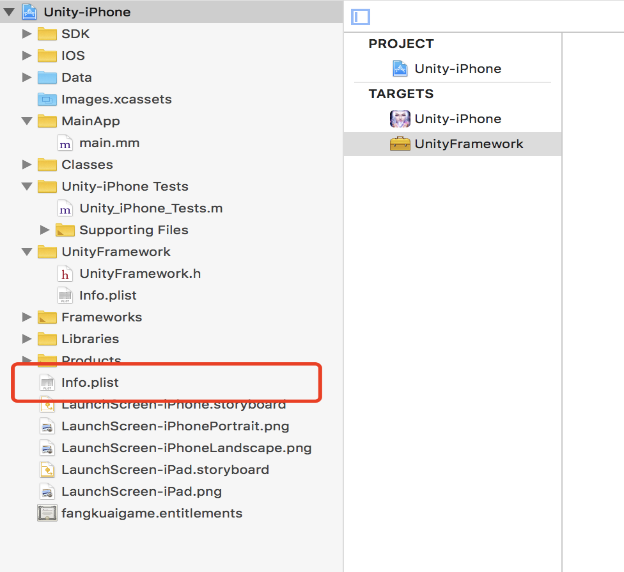 Unity-iPhone
SDK
IOS
Data
Images.xcassets
MainApp
main.mm
Classes
Unity-iPhone Tests
Unity_iPhone_Tests.m
Supporting Files
UnityFramework
UnityFramework.h
Info.plist
Frameworks
Libraries
Products
Info.plist
LaunchScreen-iPhone.storyboard
LaunchScreen-iPhonePortrait.png
LaunchScreen-iPhoneLandscape.png
LaunchScreen-iPad.storyboard
LaunchScreen-iPad.png
fangkuaigame.entitlements
PROJECT
Unity-iPhone
TARGETS
Unity-iPhone
UnityFramework